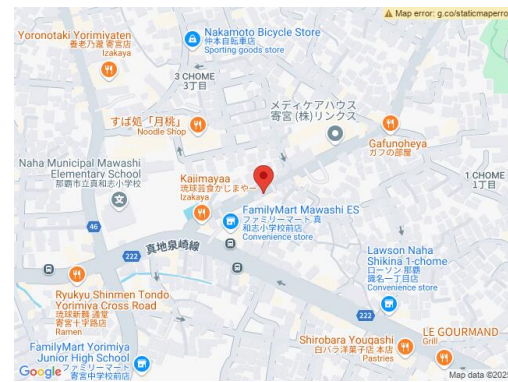 Map error: g.co/staticmaperro
Nakamoto Bicycle Store
仲本自転車店
Sporting goods store
Yoronotaki Yorimiyaten
養老乃瀧 寄宮店
Izakaya
3 CHOME
3丁目
メディケアハウス
寄宮 (株)リンクス
すば処「月桃」
Noodle Shop
Gafunoheya
ガフの部屋
Naha Municipal Mawashi
Elementary School
那覇市立真和志小学校
Kajimayaa
琉球芸食かじまやー
Izakaya
1 CHOME
1丁目
FamilyMart Mawashi ES
ファミリーマート 真
和志小学校前店
Convenience store
46
222
真地泉崎線
Lawson Naha
Shikina 1-chome
ローソン 那覇
識名一丁目店
Convenience store
222
Ryukyu Shinmen Tondo
Yorimiya Cross Road
琉球新麺 通堂
寄宮十字路店
Ramen
222
Shirobara Yougashi
白バラ洋菓子店 本店
Pastries
LE GOURMAND
Grill
FamilyMart Yorimiya
Junior High School
ファミリーマート
寄宮中学校前店
Google
Map data ©2025